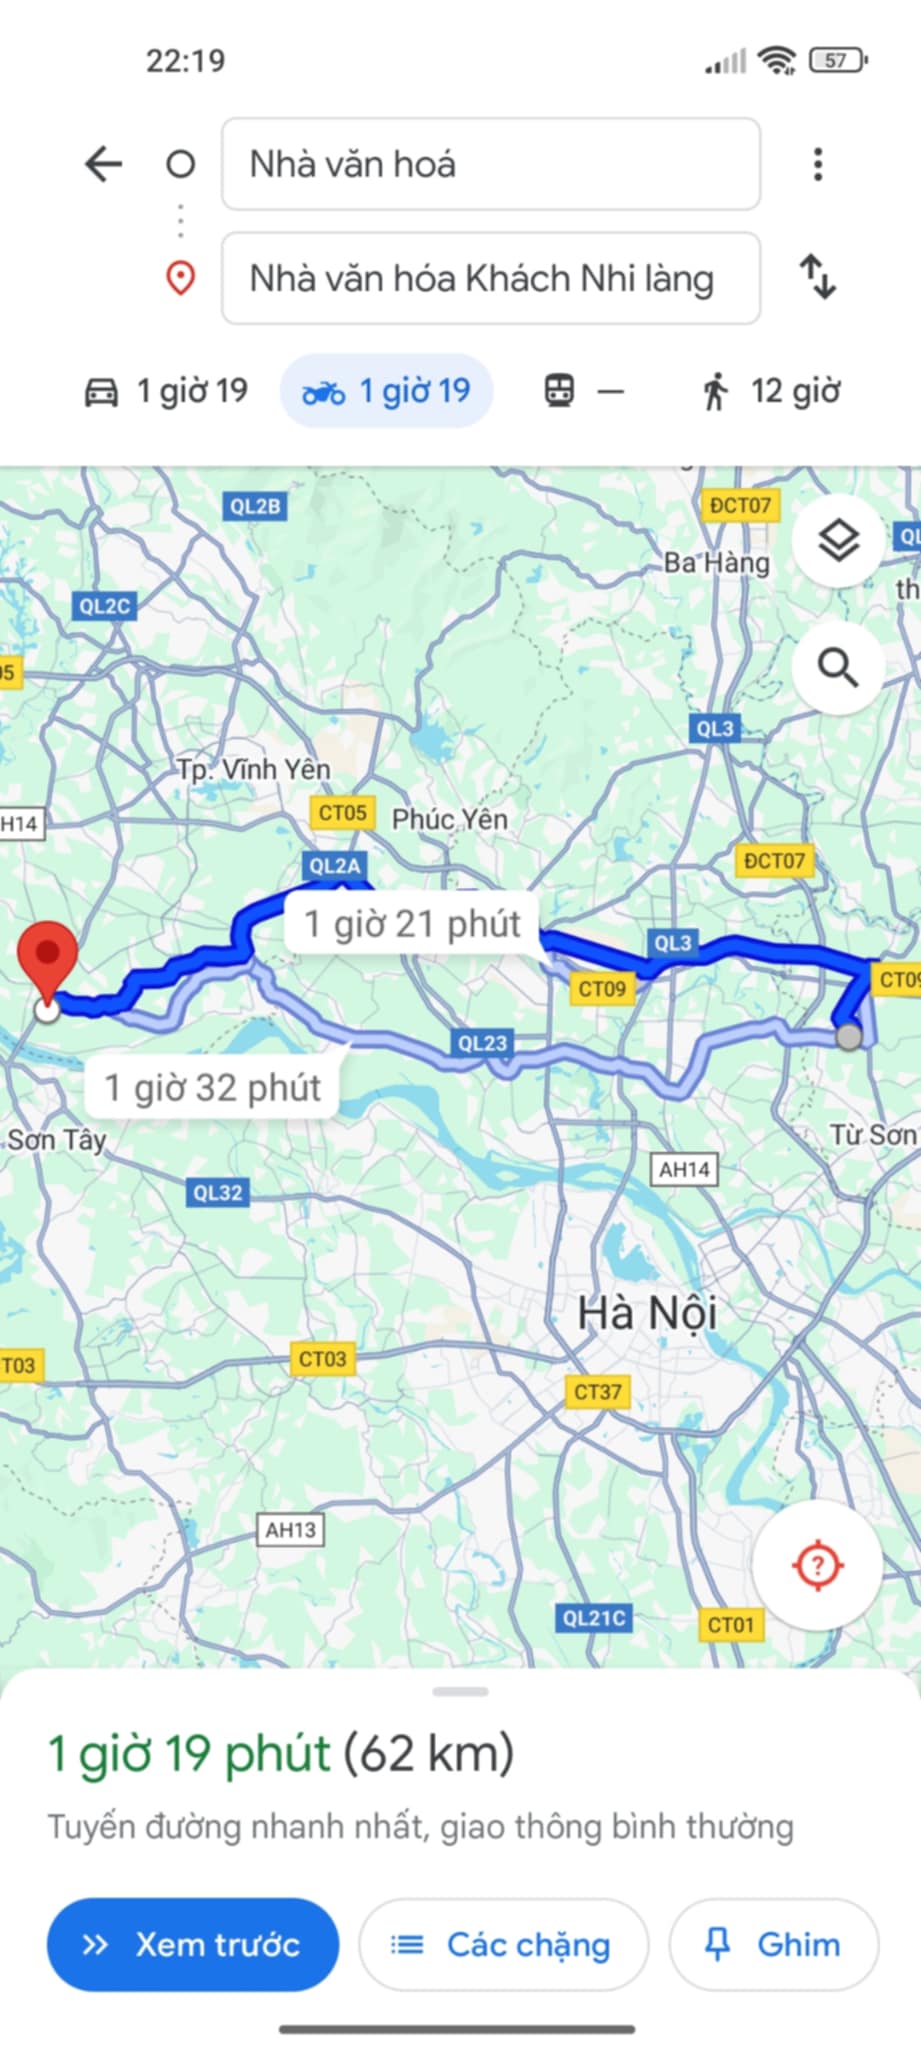 22:19
57
Nhà văn hoá
Nhà văn hóa Khách Nhi làng
1 giờ 19
1 giờ 19
—
12 giờ
QL2B
ĐCT07
QL
Ba Hàng
th
QL2C
05
QL3
Tp. Vĩnh Yên
CT05
Phúc Yên
H14
QL2A
ĐCT07
1 giờ 21 phút
QL3
CT09
CT09
QL23
1 giờ 32 phút
Sơn Tây
Từ Sơn
AH14
QL32
Hà Nội
CT03
T03
CT37
AH13
?
QL21C
CT01
1 giờ 19 phút (62 km)
Tuyến đường nhanh nhất, giao thông bình thường
Xem trước
Các chặng
Ghim